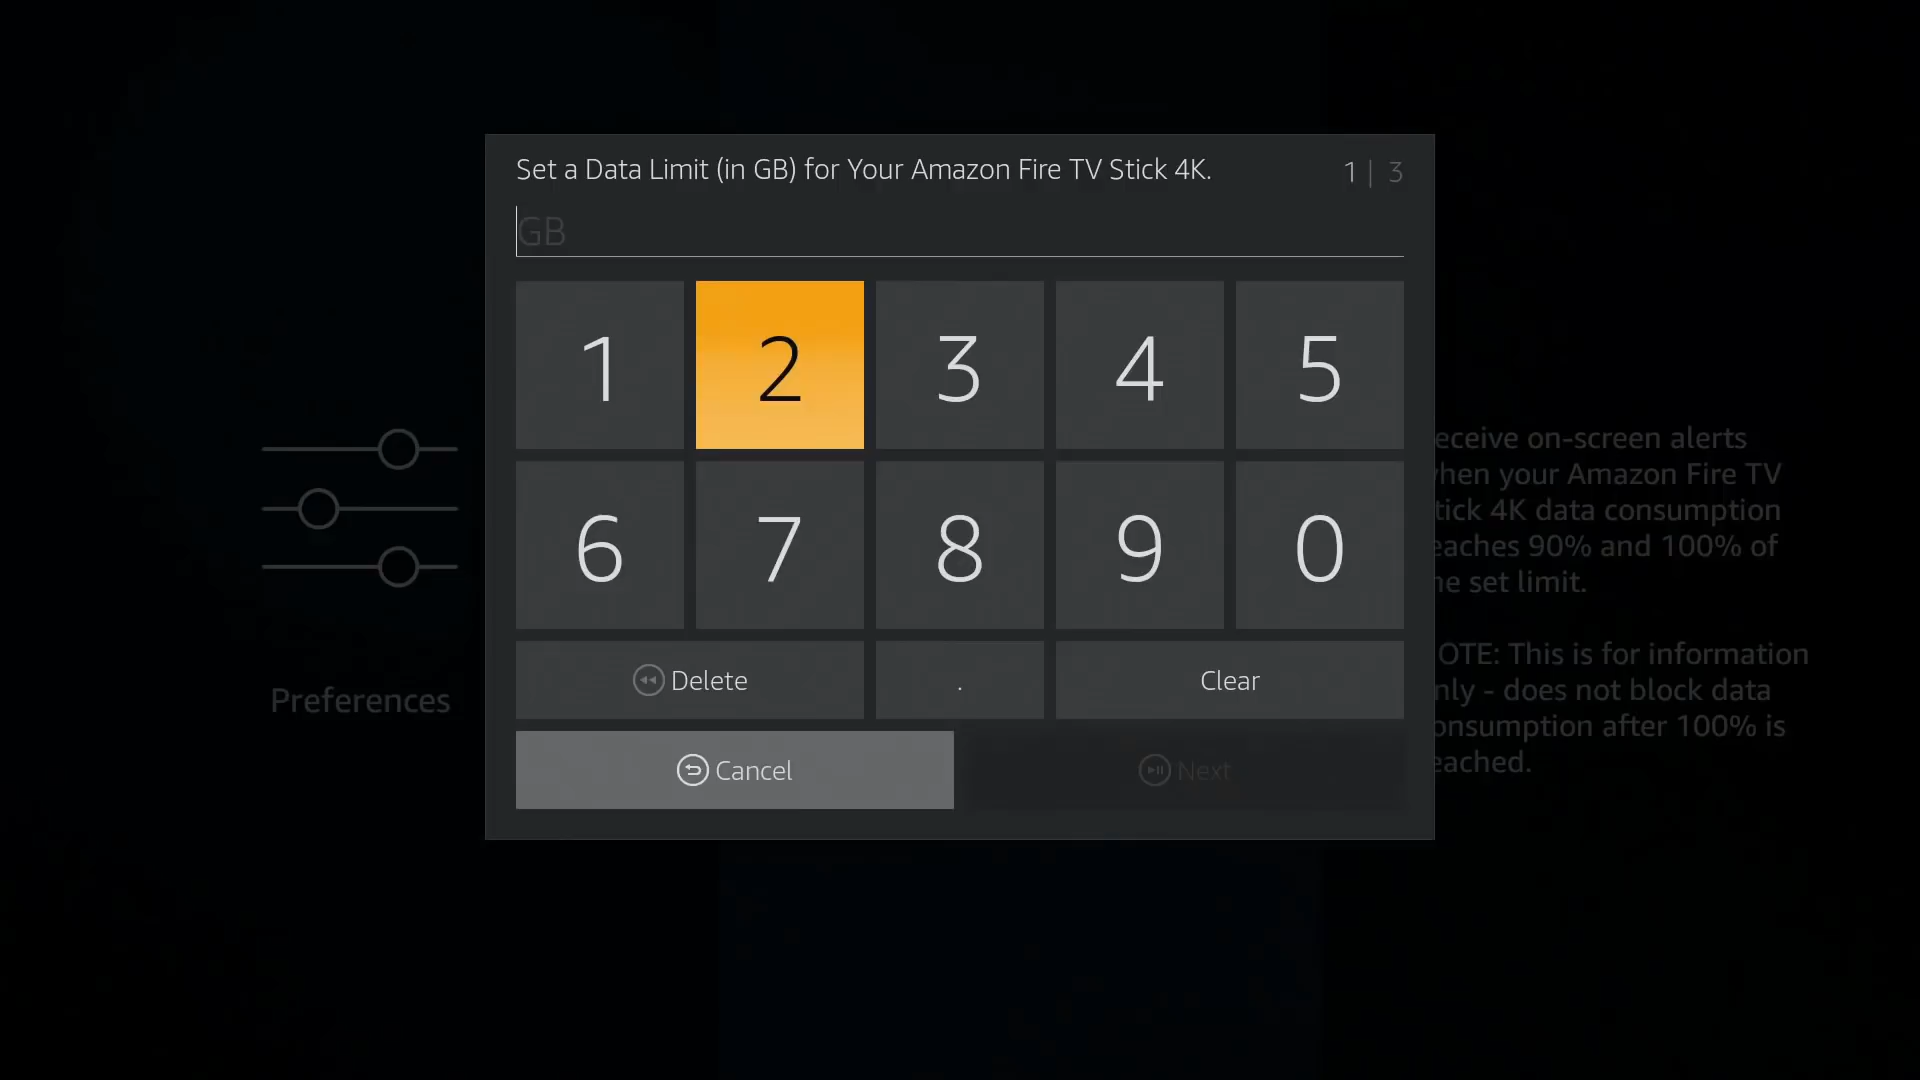 Set a Data Limit (in GB) for Your Amazon Fire TV Stick 4K.
1 | 3
GB
1 2 3 4 5
6 7 8 9 0
Delete . Clear
Cancel Next
Preferences
eceive on-screen alerts
hen your Amazon Fire TV
tick 4K data consumption
eaches 90% and 100% of
he set limit.
OTE: This is for information
nly - does not block data
onsumption after 100% is
eached.